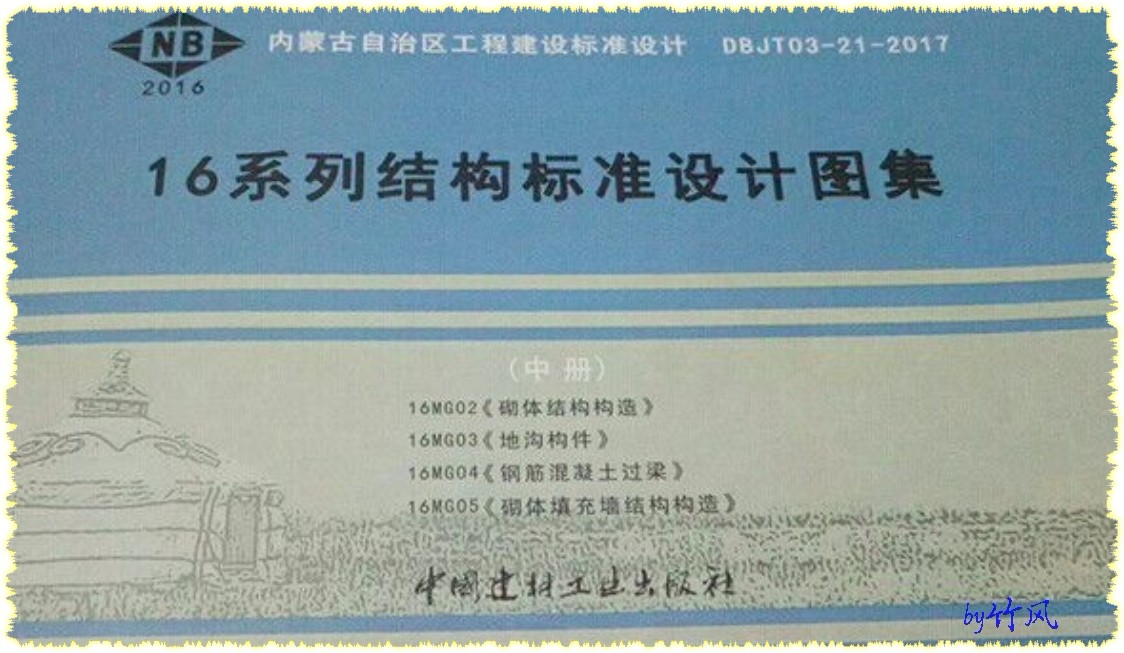 NB
内蒙古自治区工程建设标准设计 DBJT03-21-2017
2016
16系列结构标准设计图集
(中册)
16MG02《砌体结构构造》
16MG03《地沟构件》
16MG04《钢筋混凝土过梁》
16MG05《砌体填充墙结构构造》
中国建材工业出版社
by竹风